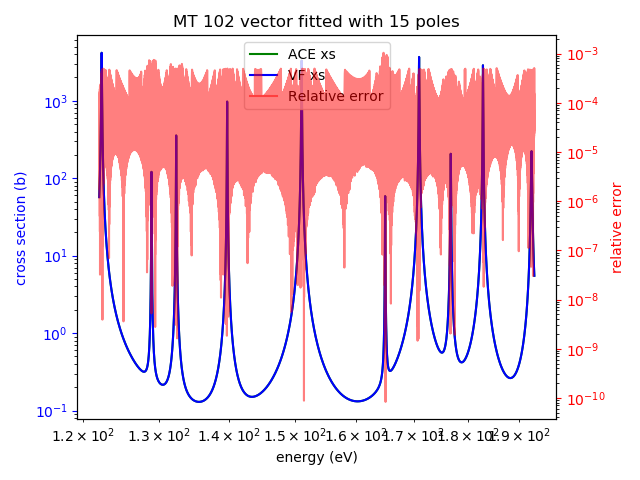 MT 102 vector fitted with 15 poles
ACE xs
VF xs
Relative error
cross section (b)
10³
10²
10¹
10⁰
10⁻¹
10⁻³
10⁻⁴
10⁻⁵
10⁻⁶
10⁻⁷
10⁻⁸
10⁻⁹
10⁻¹⁰
relative error
1.2 × 10² 1.3 × 10² 1.4 × 10² 1.5 × 10² 1.6 × 10² 1.7 × 10² 1.8 × 10² 1.9 × 10²
energy (eV)